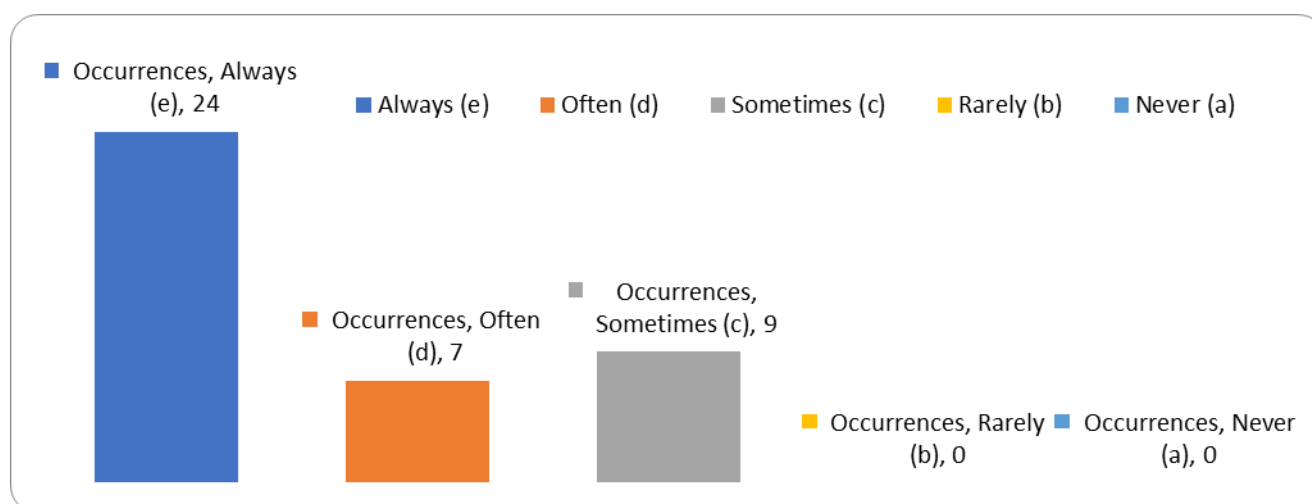 Occurrences, Always
(e), 24
Always (e)
Often (d)
Sometimes (c)
Rarely (b)
Never (a)
Occurrences,
Sometimes (c), 9
Occurrences, Often
(d), 7
Occurrences, Rarely
(b), 0
Occurrences, Never
(a), 0